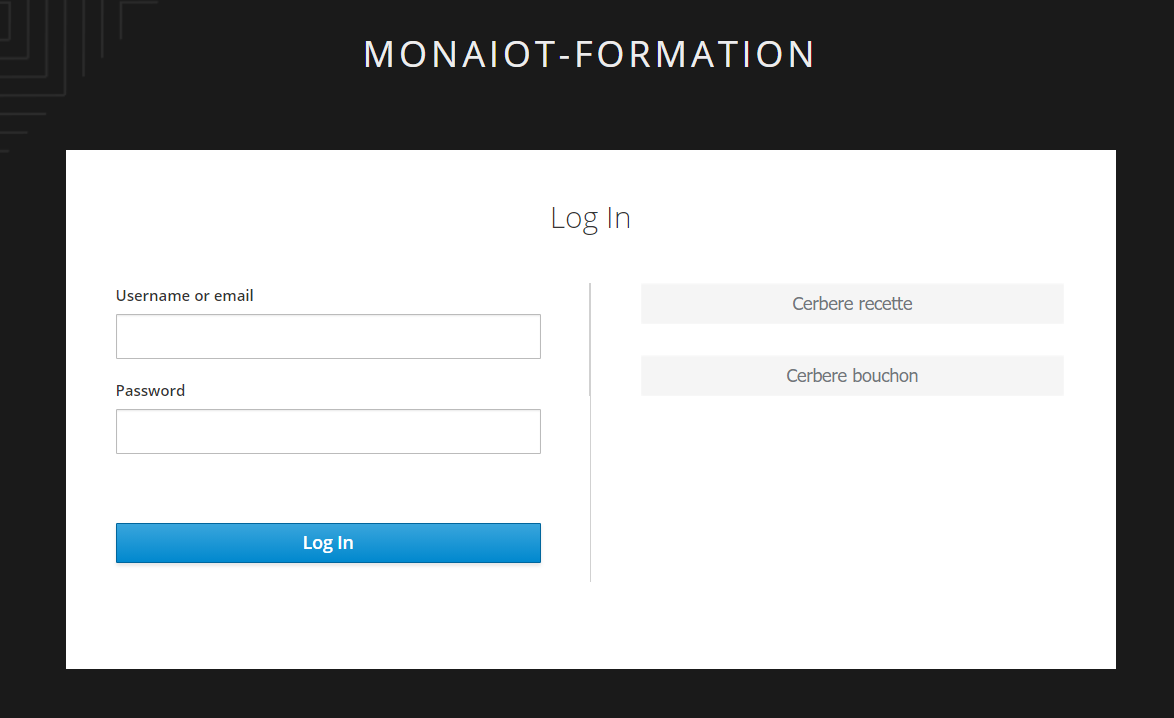 MONAIOT-FORMATION
Log In
Username or email
Password
Log In
Cerbere recette
Cerbere bouchon